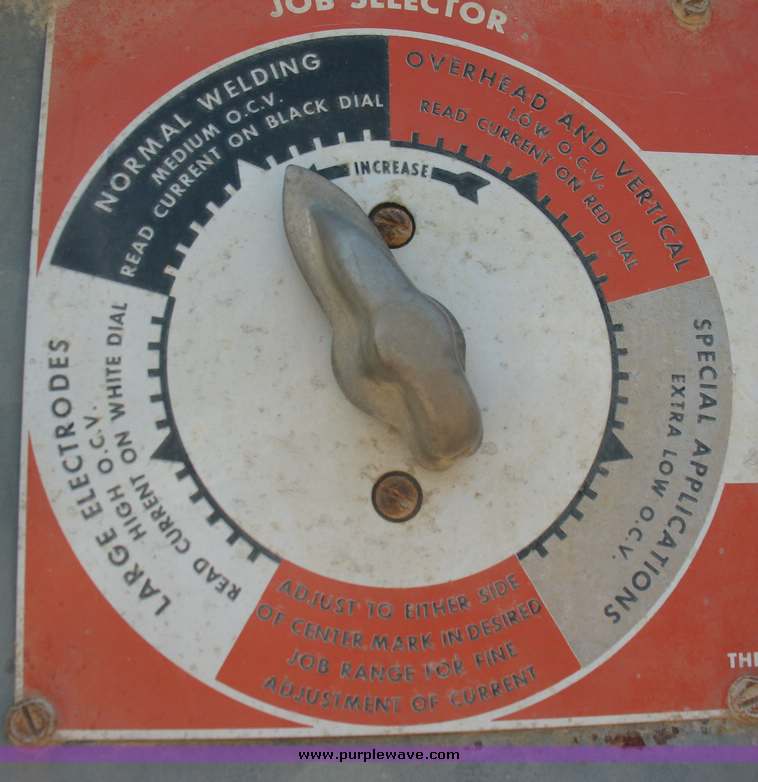 JOB SELECTOR
NORMAL WELDING
MEDIUM O.C.V.
READ CURRENT ON BLACK DIAL
OVERHEAD AND VERTICAL
LOW O.C.V.
READ CURRENT ON RED DIAL
INCREASE
SPECIAL APPLICATIONS
EXTRA LOW O.C.V.
LARGE ELECTRODES
HIGH O.C.V.
READ CURRENT ON WHITE DIAL
ADJUST TO EITHER SIDE
OF CENTER MARK IN DESIRED
JOB RANGE FOR FINE
ADJUSTMENT OF CURRENT
THE
www.purplewave.com